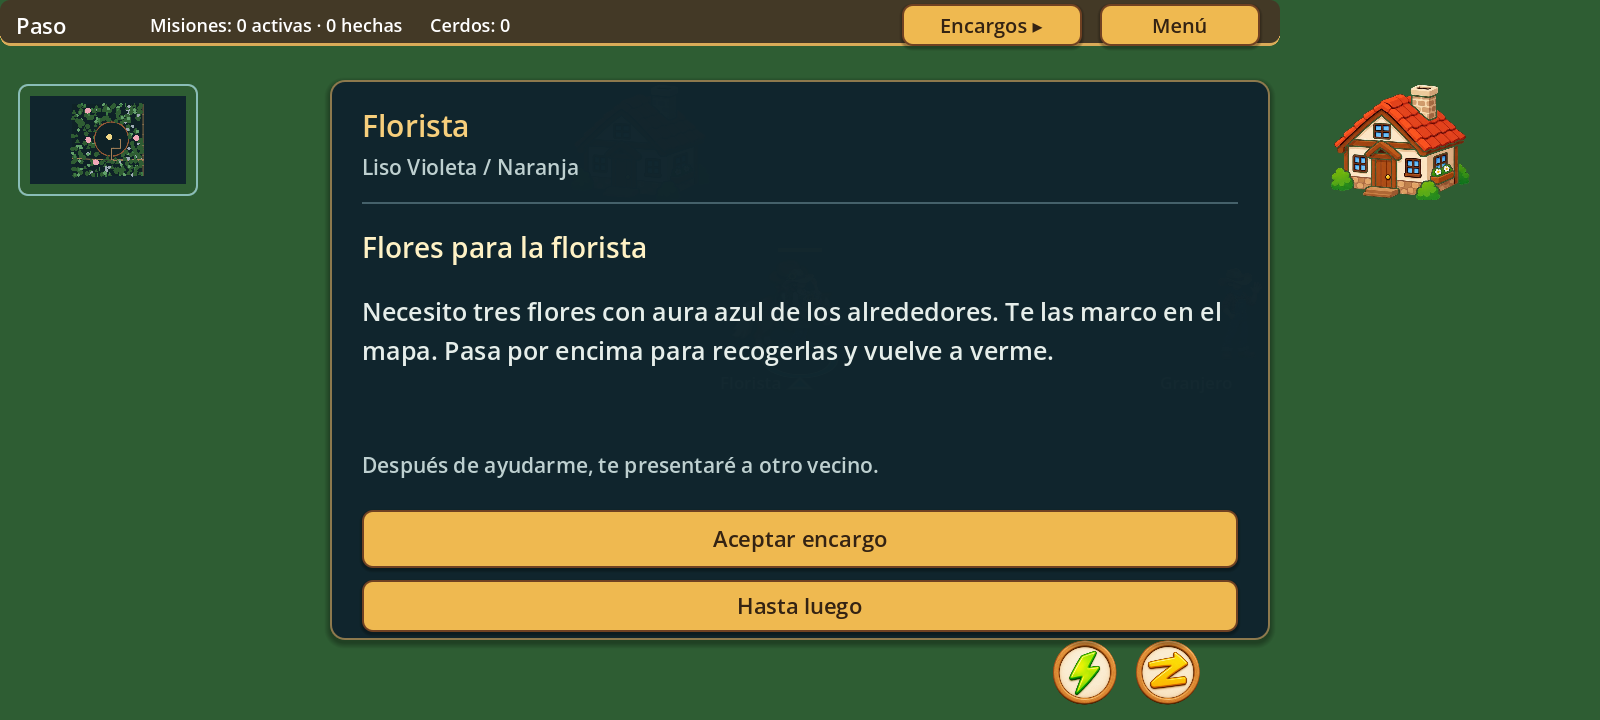 Paso
Misiones: 0 activas · 0 hechas
Cerdos: 0
Encargos ▸
Menú
Florista
Liso Violeta / Naranja
Flores para la florista
Necesito tres flores con aura azul de los alrededores. Te las marco en el
mapa. Pasa por encima para recogerlas y vuelve a verme.
Después de ayudarme, te presentaré a otro vecino.
Aceptar encargo
Hasta luego